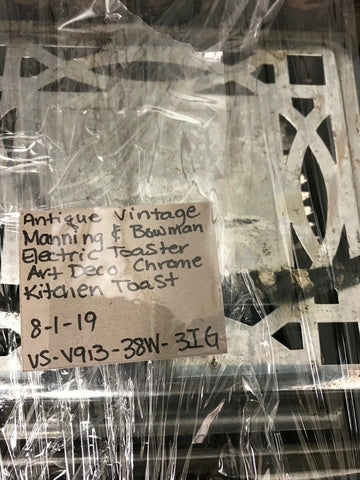 Antique Vintage
Manning & Bowman
Electric Toaster
Art Deco Chrome
Kitchen Toast
8-1-19
VS-V913-38W-3IG